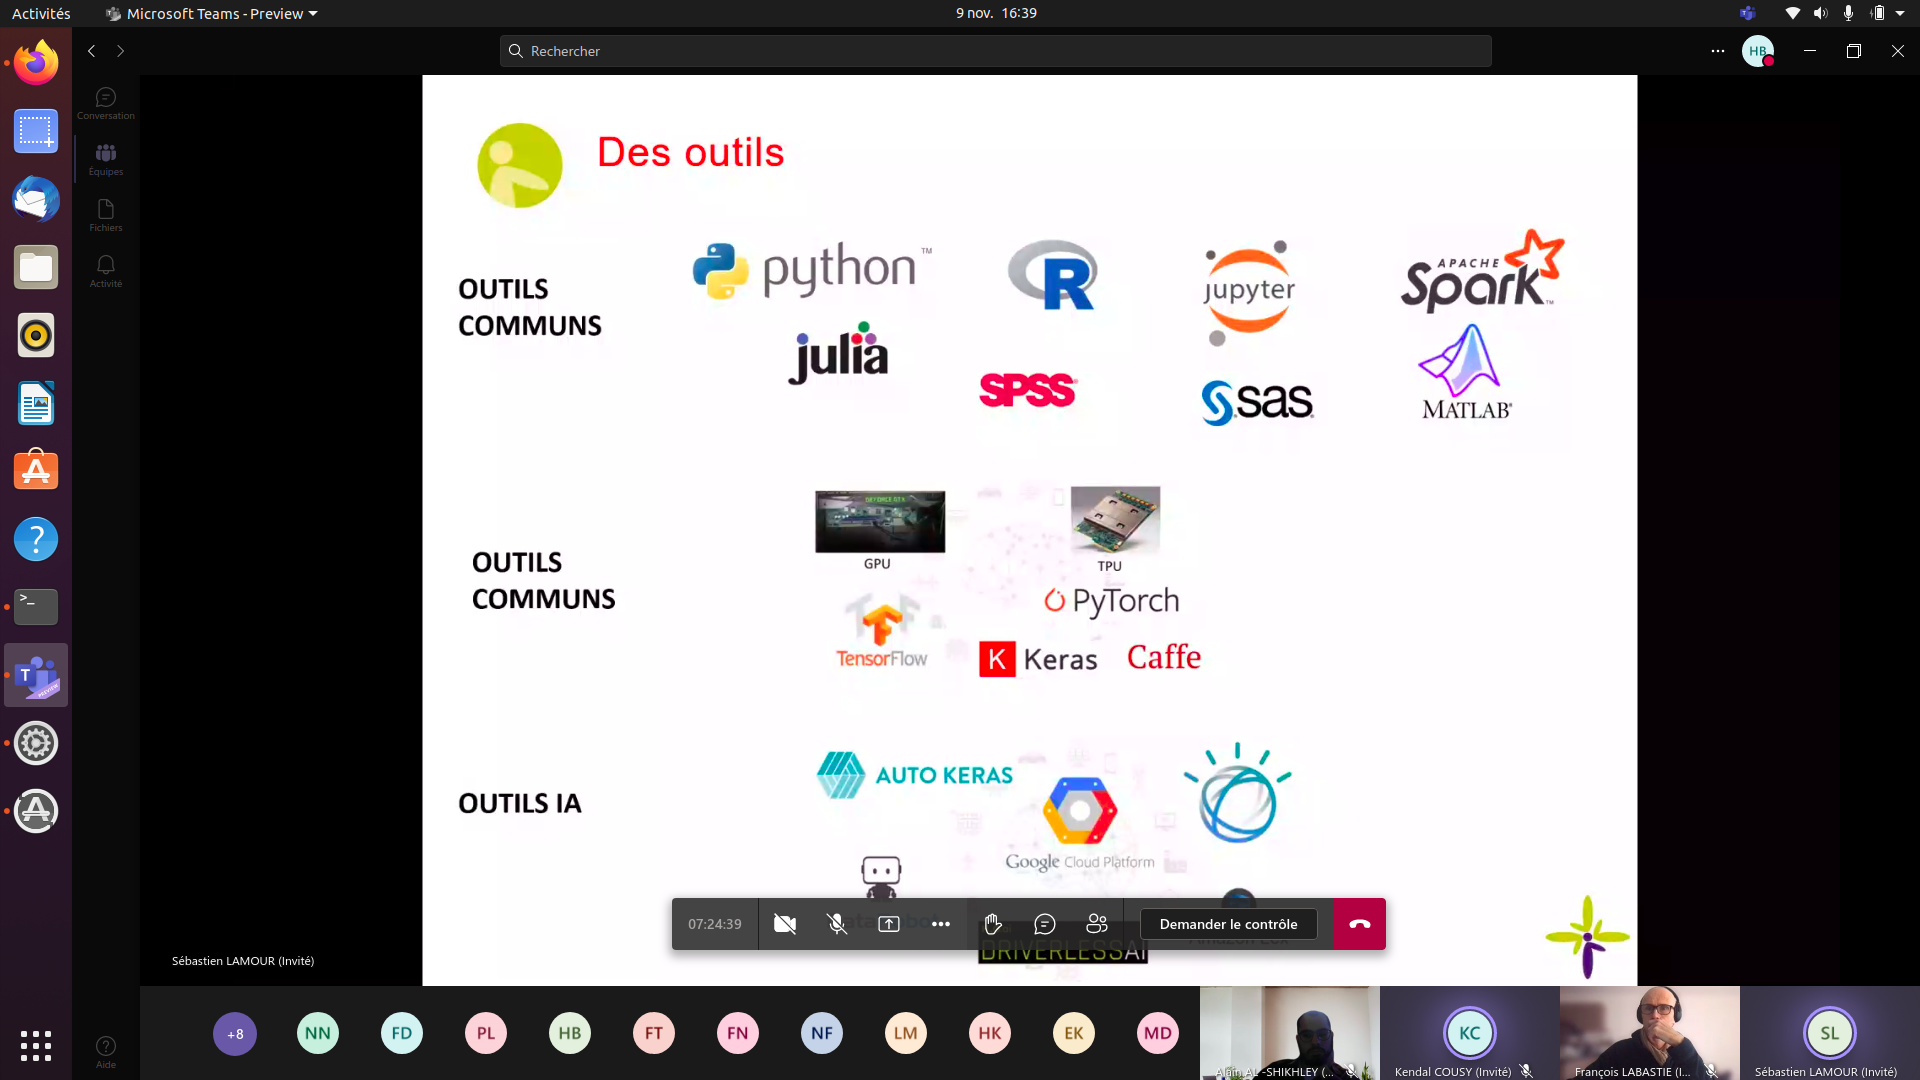 Activités
Microsoft Teams - Preview
9 nov. 16:39
Rechercher
HB
Conversation
Équipes
Fichiers
Activité
Aide
Des outils
OUTILS
COMMUNS
python™
R
jupyter
APACHE
Spark™
julia
SPSS
sas
MATLAB®
OUTILS
COMMUNS
GPU
TPU
TensorFlow
PyTorch
K Keras
Caffe
OUTILS IA
AUTO KERAS
Google Cloud Platform
07:24:39
Demander le contrôle
DRIVERLESSAI
Sébastien LAMOUR (Invité)
+8
NN
FD
PL
HB
FT
FN
NF
LM
HK
EK
MD
KC
SL
Alain AL-SHIKHLEY (...
Kendal COUSY (Invité)
François LABASTIE (I...
Sébastien LAMOUR (Invité)